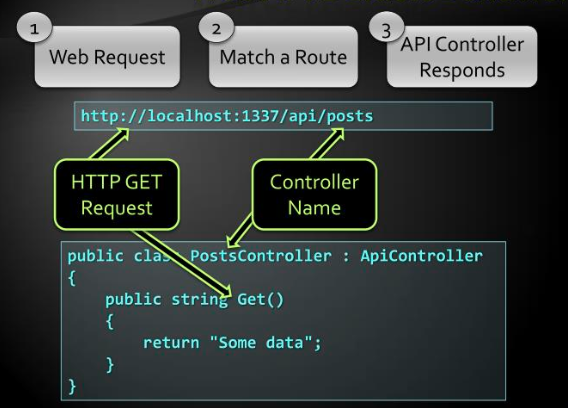 1
Web Request
2
Match a Route
3
API Controller
Responds
http://localhost:1337/api/posts
HTTP GET
Request
Controller
Name
public PostsController : ApiController
{
public string Get()
{
return "Some data";
}
}